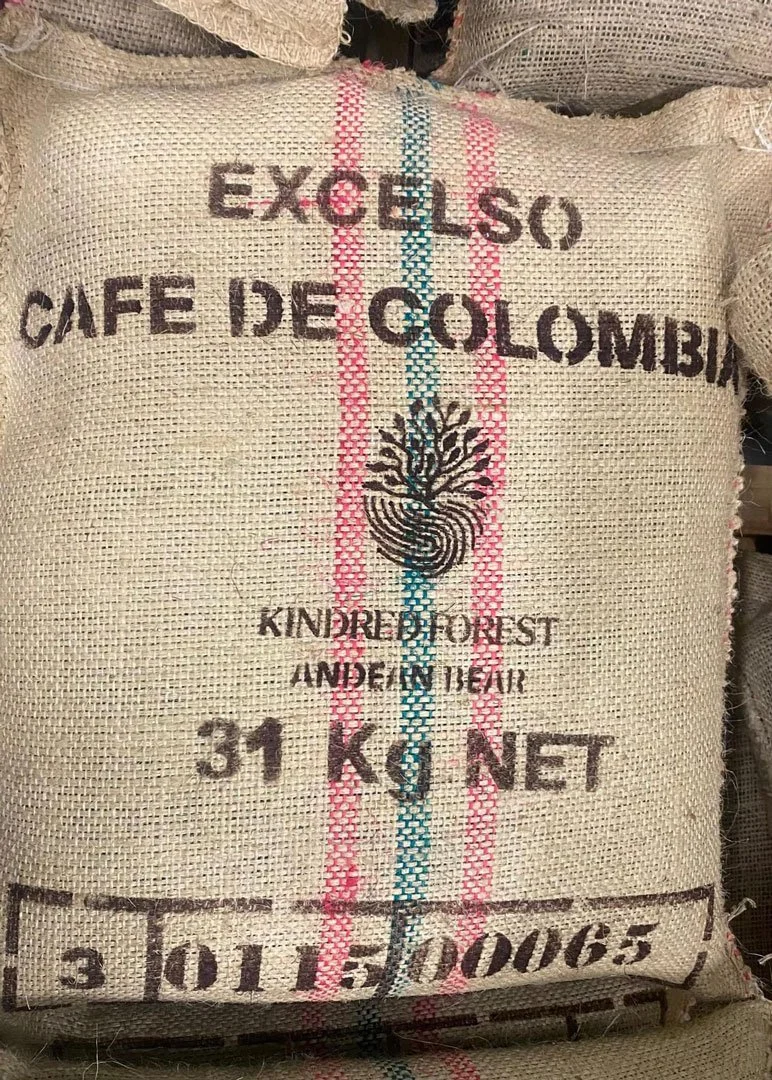 EXCELSO
CAFE DE COLOMBIA
KINDRED FOREST
ANDEAN BEAR
31 Kg NET
3 0115 00065